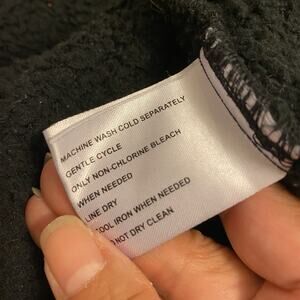 MACHINE WASH COLD SEPARATELY
GENTLE CYCLE
ONLY NON-CHLORINE BLEACH
WHEN NEEDED
LINE DRY
COOL IRON WHEN NEEDED
DO NOT DRY CLEAN